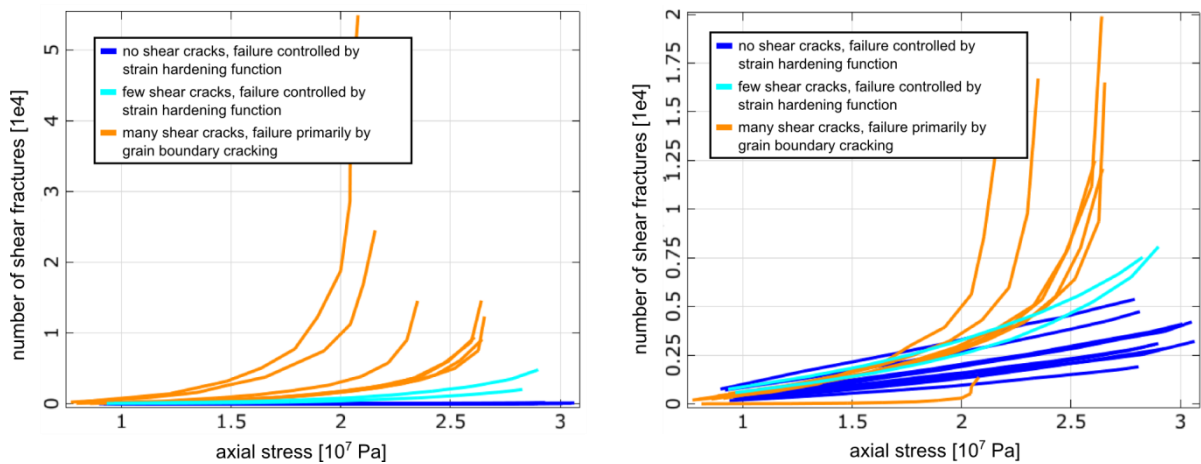 number of shear fractures [1e4]
5
4
3
2
1
0
no shear cracks, failure controlled by
strain hardening function
few shear cracks, failure controlled by
strain hardening function
many shear cracks, failure primarily by
grain boundary cracking
1
1.5
2
2.5
3
axial stress [10⁷ Pa]
number of shear fractures [1e4]
2
1.75
1.5
1.25
1
0.75
0.5
0.25
0
no shear cracks, failure controlled by
strain hardening function
few shear cracks, failure controlled by
strain hardening function
many shear cracks, failure primarily by
grain boundary cracking
1
1.5
2
2.5
3
axial stress [10⁷ Pa]